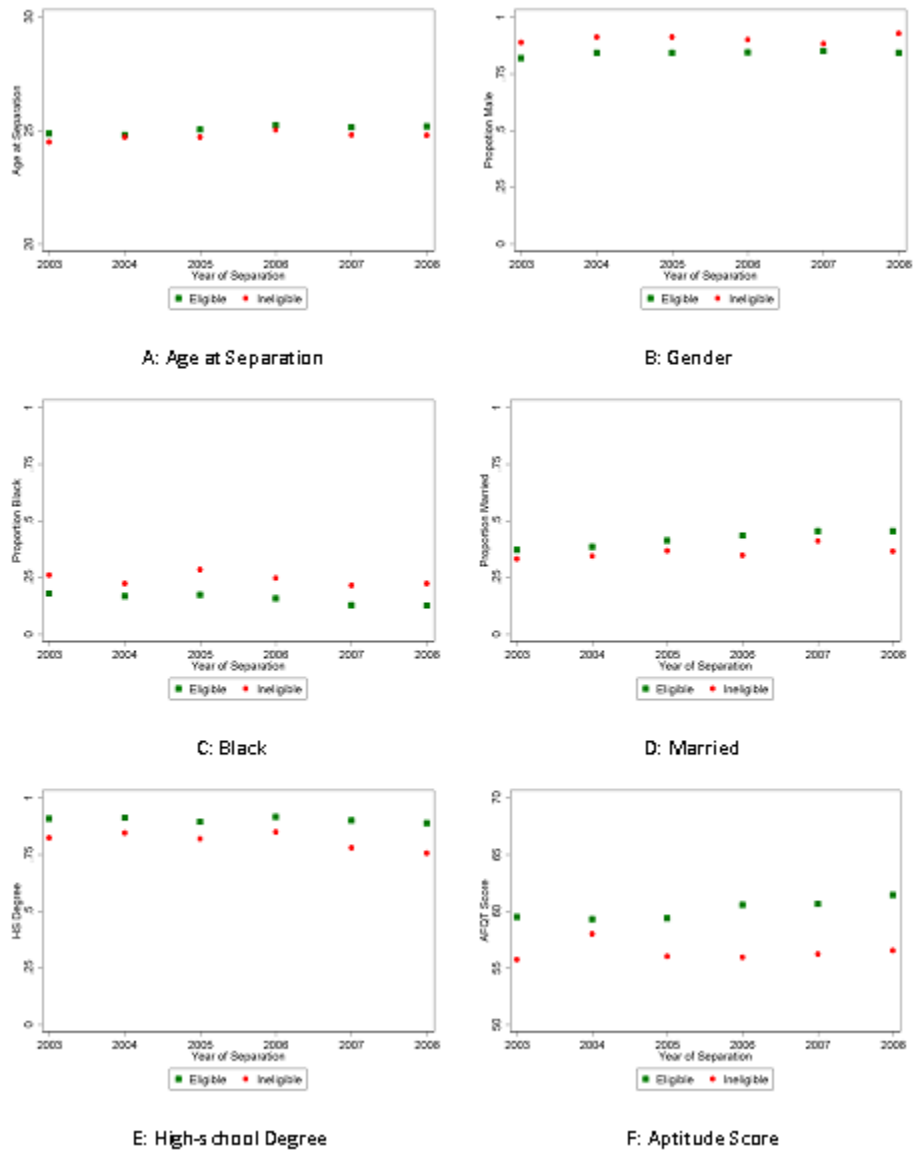 30
25
20
Age at Separation
2003 2004 2005 2006 2007 2008
Year of Separation
Eligible Ineligible
A: Age at Separation
1
.75
.5
.25
0
Propotion Male
2003 2004 2005 2006 2007 2008
Year of Separation
Eligible Ineligible
B: Gender
1
.75
.5
.25
0
Proportion Black
2003 2004 2005 2006 2007 2008
Year of Separation
Eligible Ineligible
C: Black
1
.75
.5
.25
0
Proportion Married
2003 2004 2005 2006 2007 2008
Year of Separation
Eligible Ineligible
D: Married
1
.75
.5
.25
0
HS Degree
2003 2004 2005 2006 2007 2008
Year of Separation
Eligible Ineligible
E: High-school Degree
70
65
60
55
50
AFQT Score
2003 2004 2005 2006 2007 2008
Year of Separation
Eligible Ineligible
F: Aptitude Score